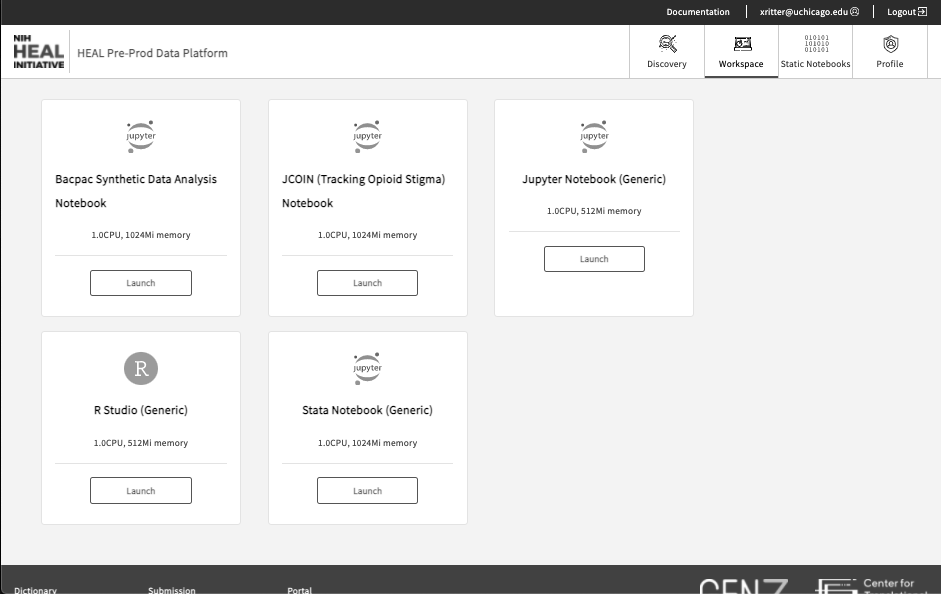 Documentation
xritter@uchicago.edu
Logout
NIH
HEAL
INITIATIVE
HEAL Pre-Prod Data Platform
Discovery
Workspace
010101
101010
010101
Static Notebooks
Profile
jupyter
Bacpac Synthetic Data Analysis
Notebook
1.0CPU, 1024Mi memory
Launch
jupyter
JCOIN (Tracking Opioid Stigma)
Notebook
1.0CPU, 1024Mi memory
Launch
jupyter
Jupyter Notebook (Generic)
1.0CPU, 512Mi memory
Launch
R
R Studio (Generic)
1.0CPU, 512Mi memory
Launch
jupyter
Stata Notebook (Generic)
1.0CPU, 1024Mi memory
Launch
Dictionary
Submission
Portal
Center for